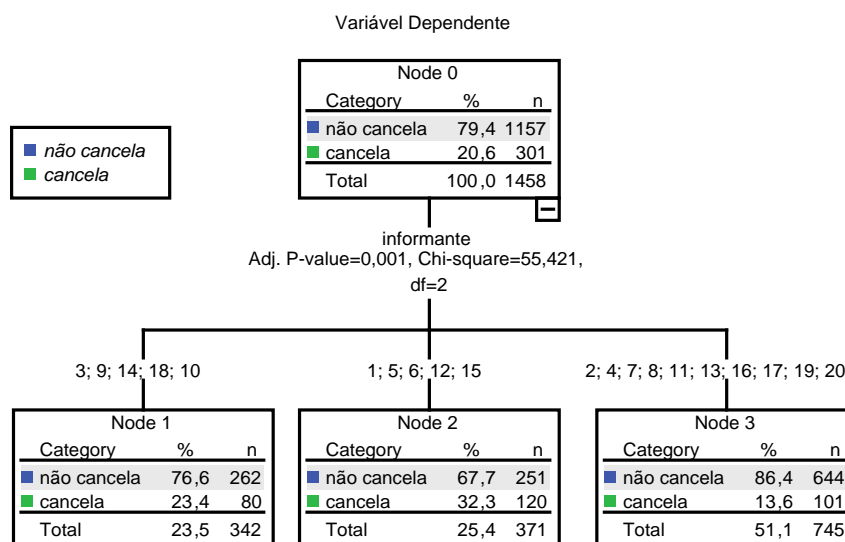 Variável Dependente
Node 0
Category % n
não cancela 79,4 1157
cancela 20,6 301
Total 100,0 1458
não cancela
cancela
informante
Adj. P-value=0,001, Chi-square=55,421,
df=2
3; 9; 14; 18; 10
1; 5; 6; 12; 15
2; 4; 7; 8; 11; 13; 16; 17; 19; 20
Node 1
Category % n
não cancela 76,6 262
cancela 23,4 80
Total 23,5 342
Node 2
Category % n
não cancela 67,7 251
cancela 32,3 120
Total 25,4 371
Node 3
Category % n
não cancela 86,4 644
cancela 13,6 101
Total 51,1 745